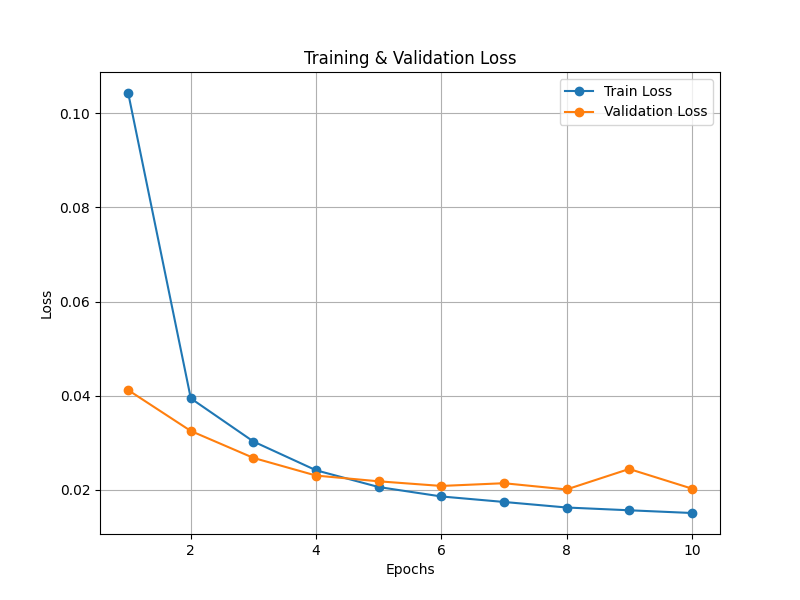 Training & Validation Loss
Train Loss
Validation Loss
0.10
0.08
0.06
0.04
0.02
Loss
2
4
6
8
10
Epochs